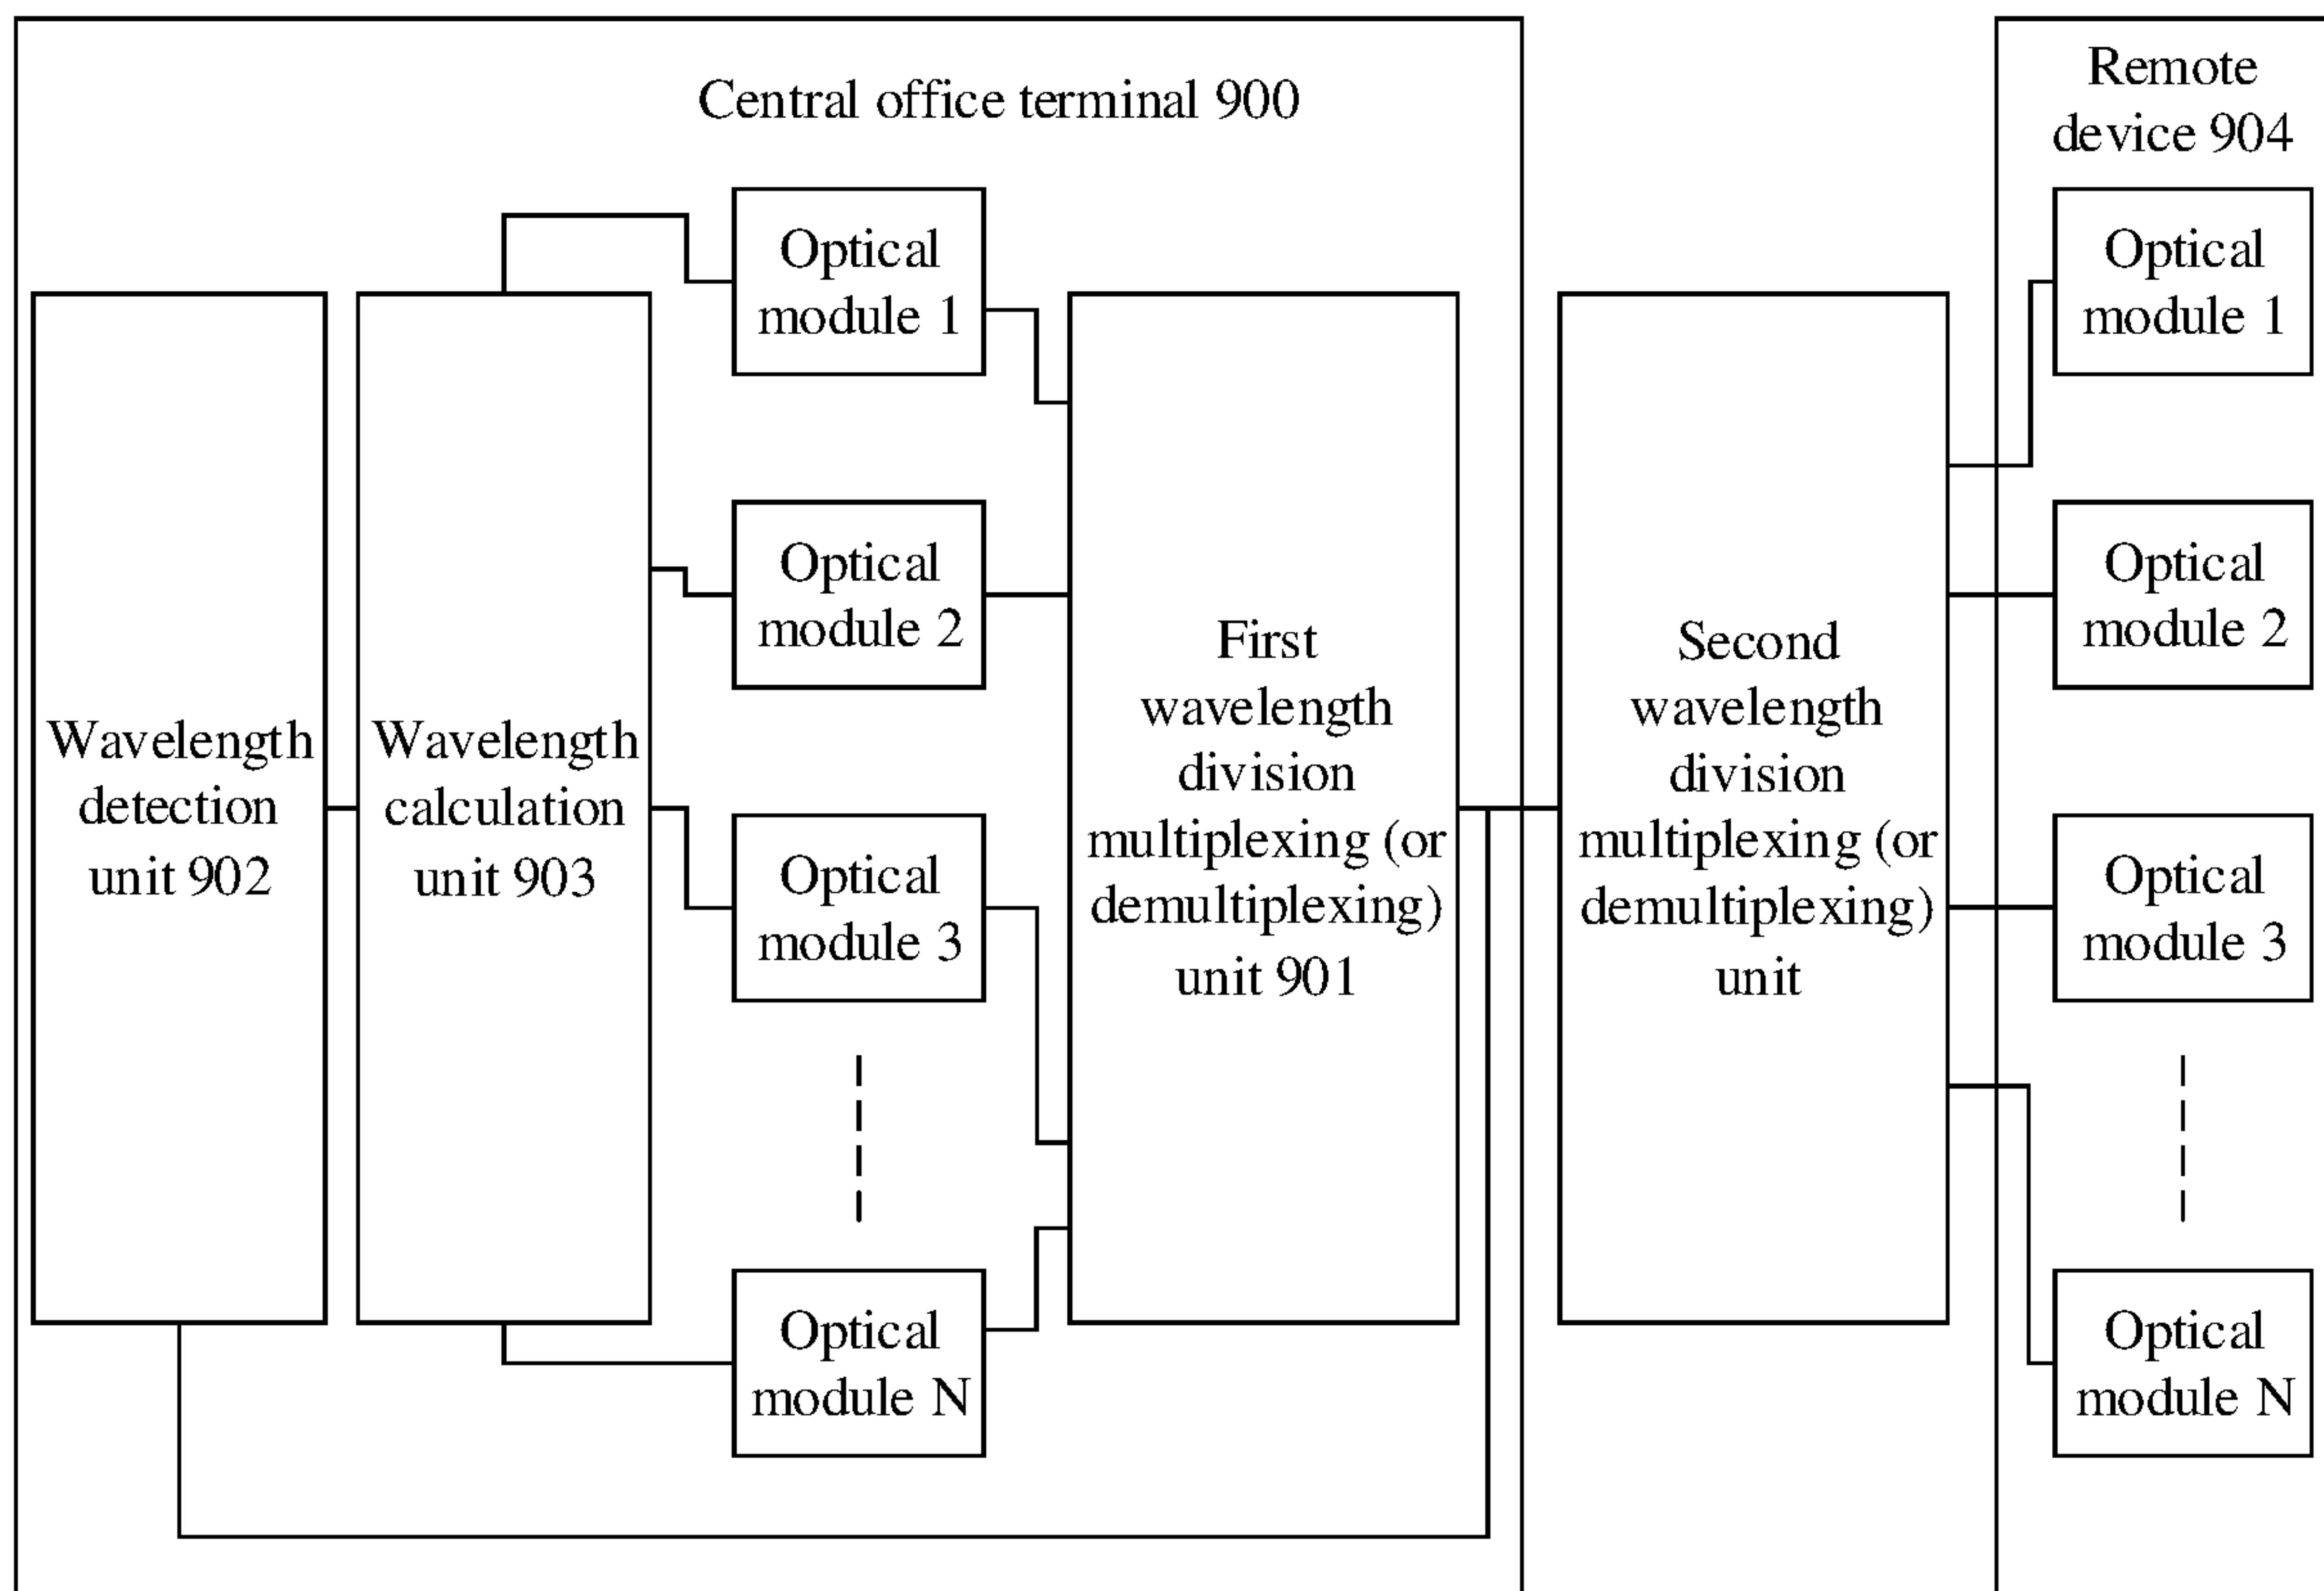 Central office terminal 900
Remote
device 904
Optical
module 1
Optical
module 2
Optical
module 3
Optical
module N
Wavelength
detection
unit 902
Wavelength
calculation
unit 903
First
wavelength
division
multiplexing (or
demultiplexing)
unit 901
Second
wavelength
division
multiplexing (or
demultiplexing)
unit
Optical
module 1
Optical
module 2
Optical
module 3
Optical
module N